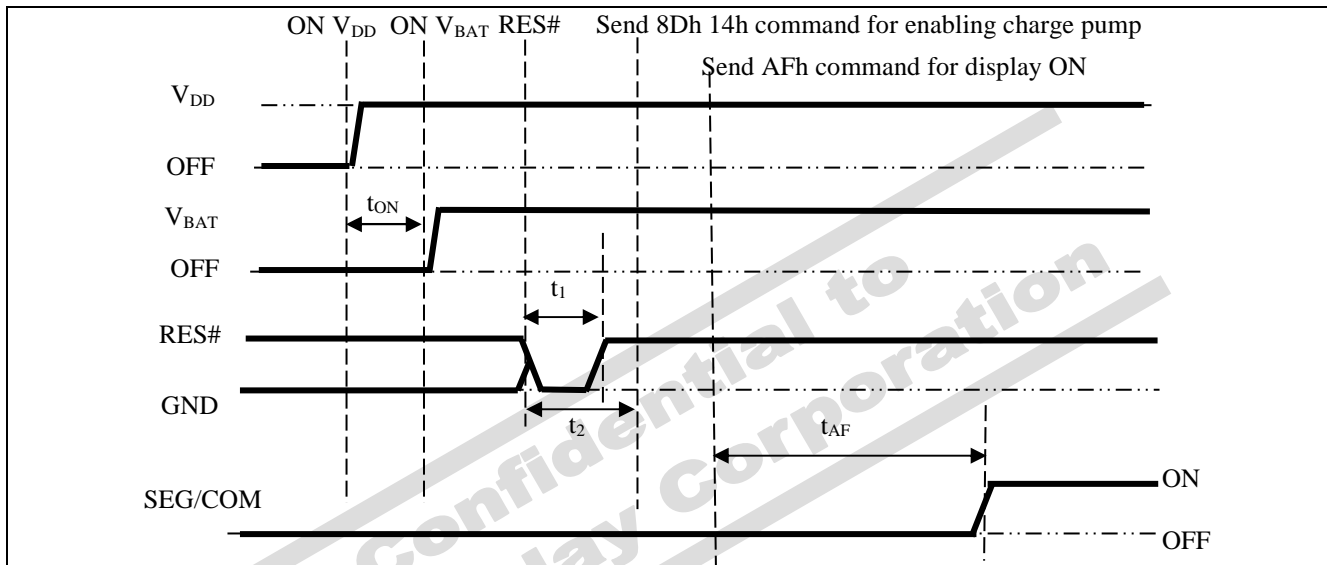 ON VDD ON VBAT RES# Send 8Dh 14h command for enabling charge pump
Send AFh command for display ON
VDD
OFF
tON
VBAT
OFF
t1
RES#
GND
t2
tAF
SEG/COM
ON
OFF
Confidential to
play Corporation